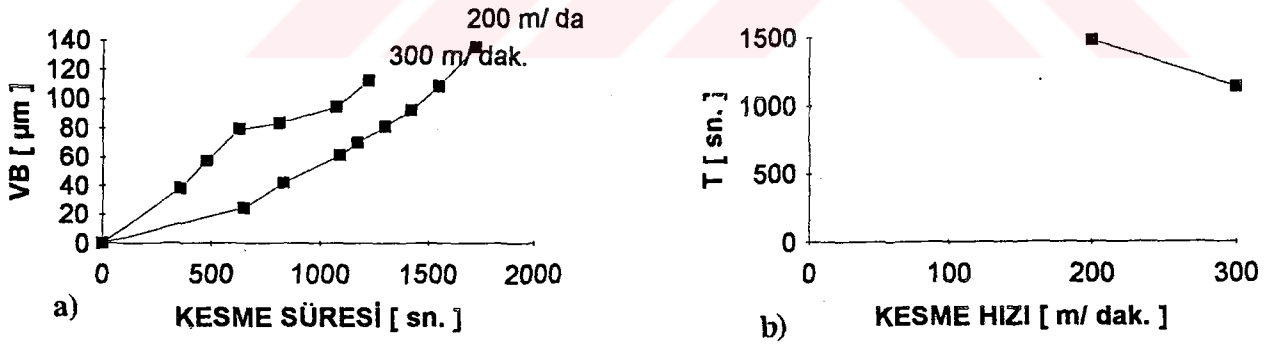 200 m/ da
300 m/dak.
VB [ µm ]
140
120
100
80
60
40
20
0
0 500 1000 1500 2000
KESME SÜRESİ [ sn. ]
a)
T [ sn. ]
1500
1000
500
0
0 100 200 300
KESME HIZI [ m/ dak. ]
b)